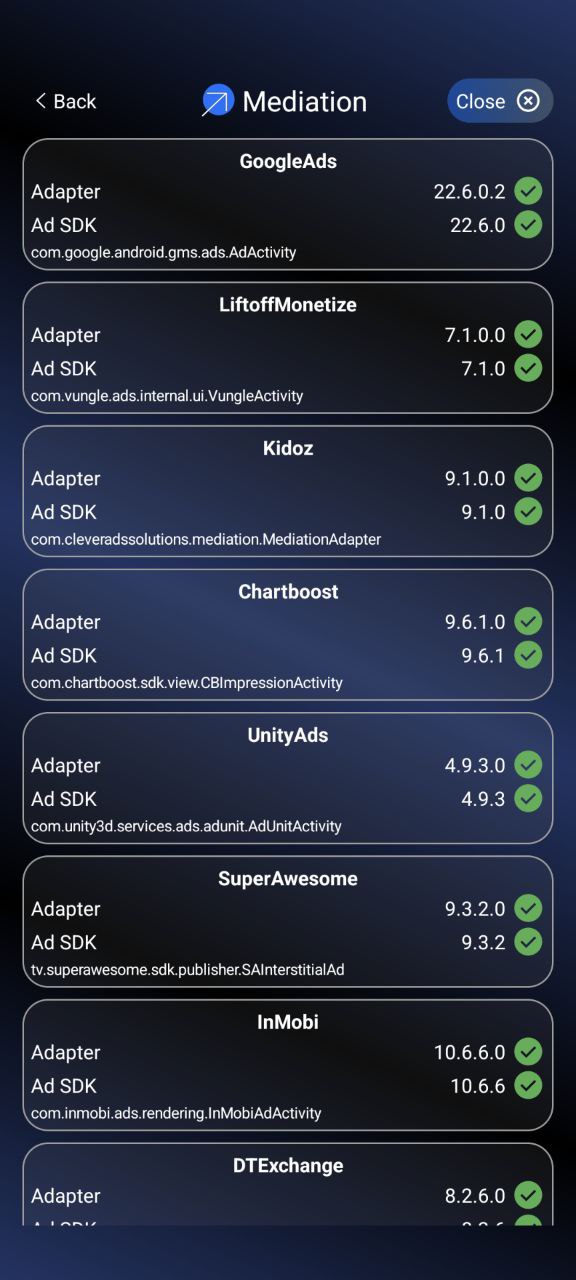 Back
Mediation
Close
GoogleAds
Adapter 22.6.0.2
Ad SDK 22.6.0
com.google.android.gms.ads.AdActivity
LiftoffMonetize
Adapter 7.1.0.0
Ad SDK 7.1.0
com.vungle.ads.internal.ui.VungleActivity
Kidoz
Adapter 9.1.0.0
Ad SDK 9.1.0
com.cleveradssolutions.mediation.MediationAdapter
Chartboost
Adapter 9.6.1.0
Ad SDK 9.6.1
com.chartboost.sdk.view.CBImpressionActivity
UnityAds
Adapter 4.9.3.0
Ad SDK 4.9.3
com.unity3d.services.ads.adunit.AdUnitActivity
SuperAwesome
Adapter 9.3.2.0
Ad SDK 9.3.2
tv.superawesome.sdk.publisher.SAInterstitialAd
InMobi
Adapter 10.6.6.0
Ad SDK 10.6.6
com.inmobi.ads.rendering.InMobiAdActivity
DTExchange
Adapter 8.2.6.0
Ad SDK